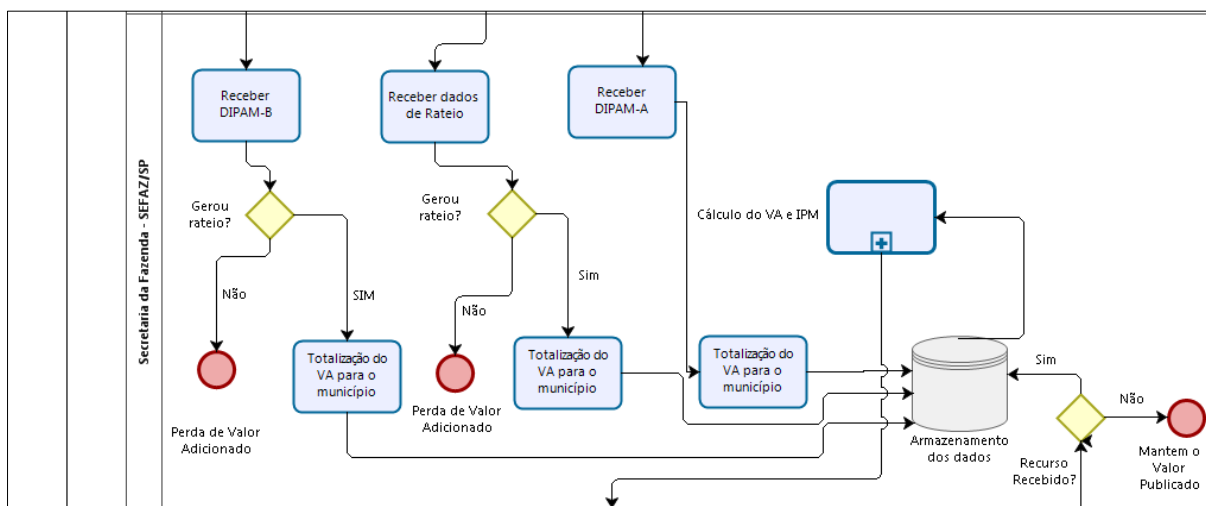 Secretaria da Fazenda - SEFAZ/SP
Receber
DIPAM-B
Receber dados
de Rateio
Receber
DIPAM-A
Gerou
rateio?
Gerou
rateio?
Cálculo do VA e IPM
Não
SIM
Não
Sim
Totalização do
VA para o
município
Totalização do
VA para o
município
Totalização do
VA para o
município
Sim
Não
Perda de Valor
Adicionado
Perda de Valor
Adicionado
Armazenamento
dos dados
Recurso
Recebido?
Mantem o
Valor
Publicado